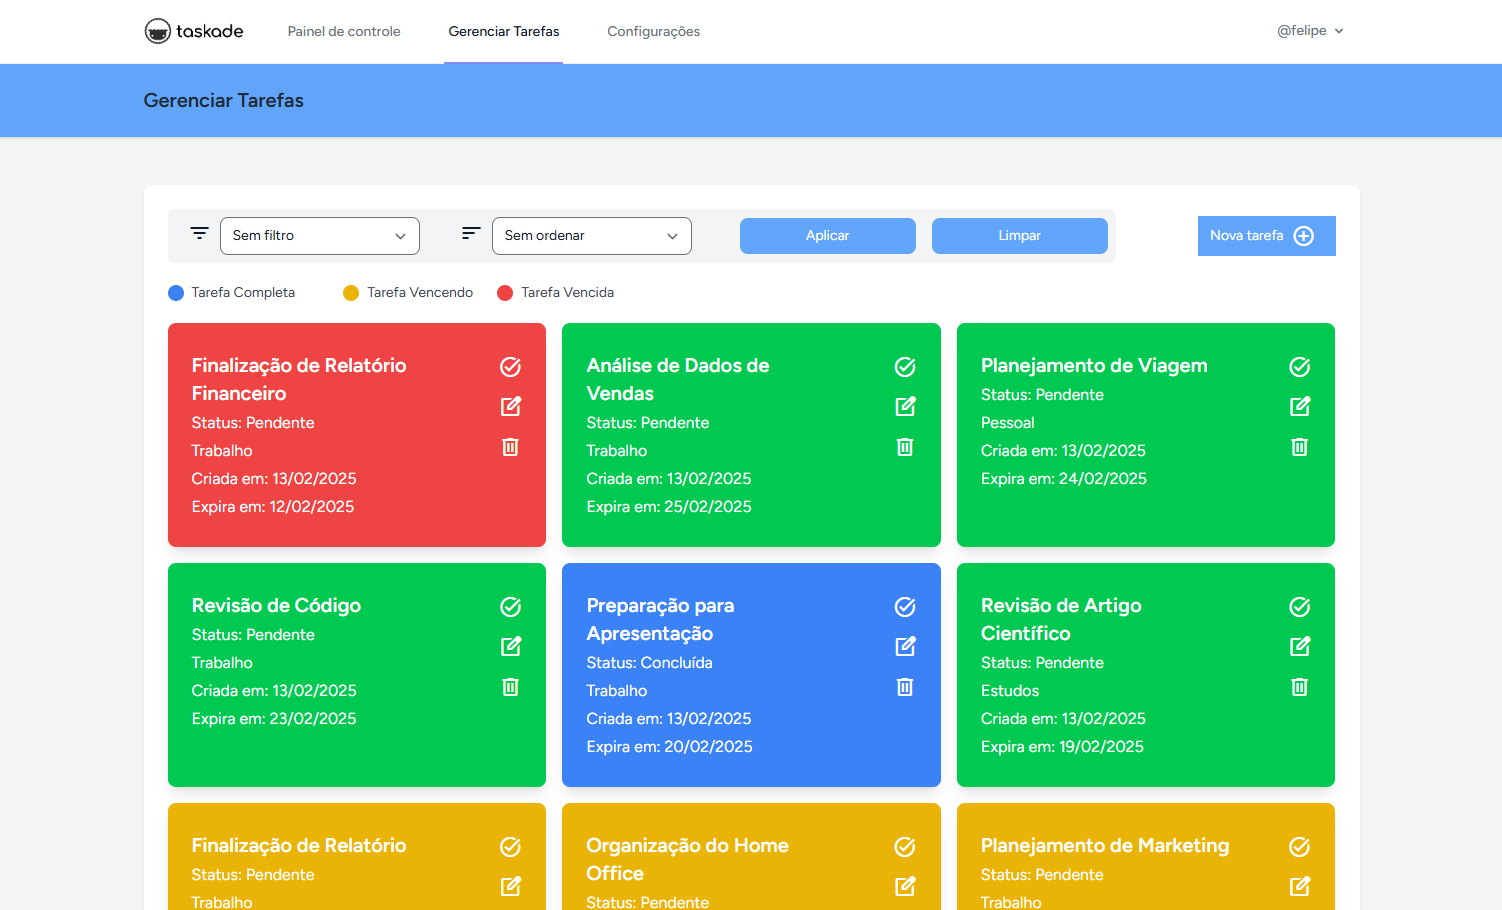 taskade
Painel de controle
Gerenciar Tarefas
Configurações
@felipe
Gerenciar Tarefas
Sem filtro
Sem ordenar
Aplicar
Limpar
Nova tarefa
Tarefa Completa
Tarefa Vencendo
Tarefa Vencida
Finalização de Relatório
Financeiro
Status: Pendente
Trabalho
Criada em: 13/02/2025
Expira em: 12/02/2025
Análise de Dados de
Vendas
Status: Pendente
Trabalho
Criada em: 13/02/2025
Expira em: 25/02/2025
Planejamento de Viagem
Status: Pendente
Pessoal
Criada em: 13/02/2025
Expira em: 24/02/2025
Revisão de Código
Status: Pendente
Trabalho
Criada em: 13/02/2025
Expira em: 23/02/2025
Preparação para
Apresentação
Status: Concluída
Trabalho
Criada em: 13/02/2025
Expira em: 20/02/2025
Revisão de Artigo
Científico
Status: Pendente
Estudos
Criada em: 13/02/2025
Expira em: 19/02/2025
Finalização de Relatório
Status: Pendente
Trabalho
Organização do Home
Office
Status: Pendente
Planejamento de Marketing
Status: Pendente
Trabalho